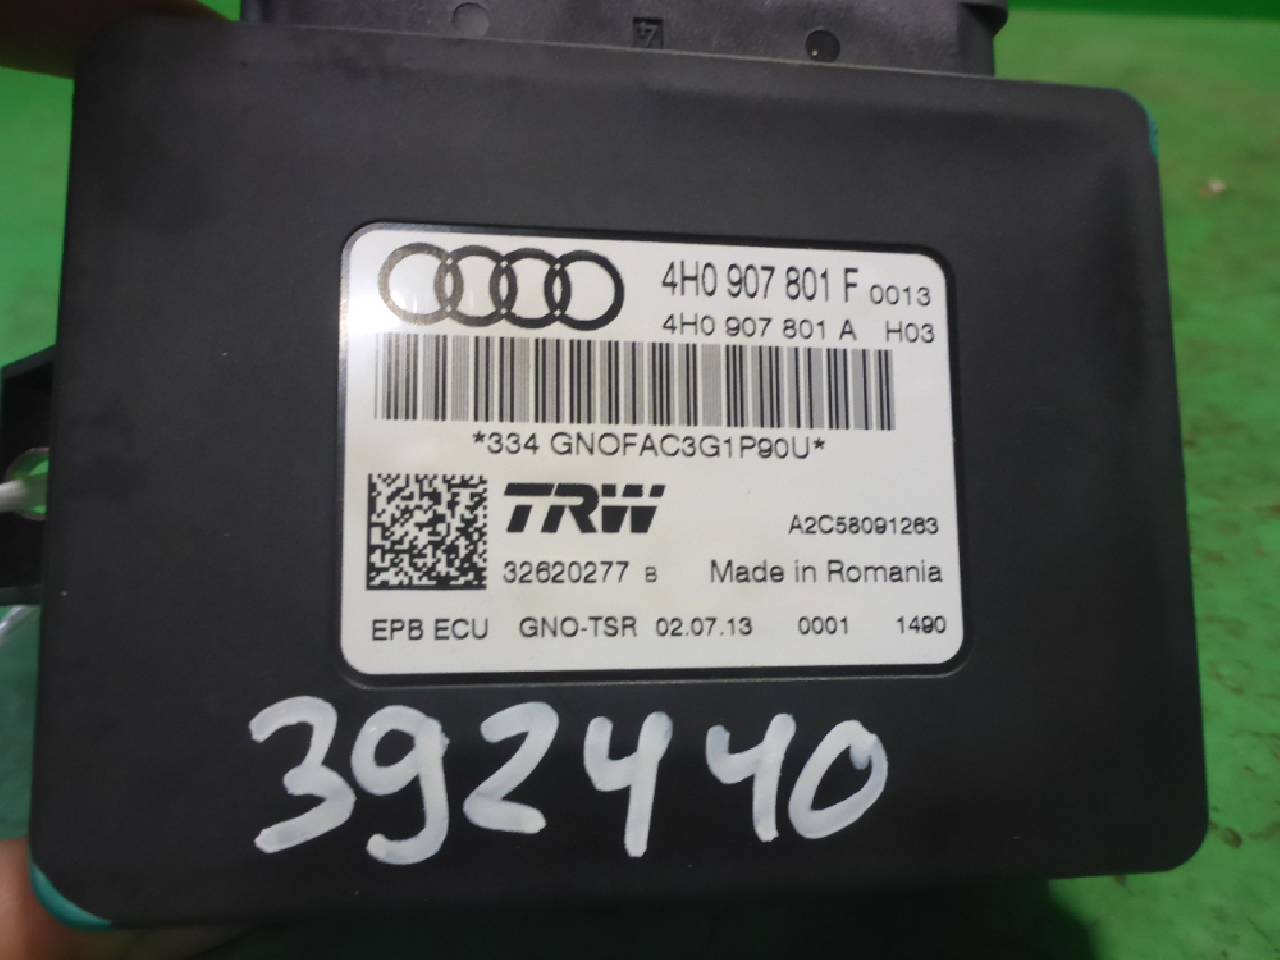 4H0 907 801 F 0013
4H0 907 801 A H03
*334 GNOFAC3G1P90U*
TRW
A2C58091263
32620277 B Made in Romania
EPB ECU GNO-TSR 02.07.13 0001 1490
392440